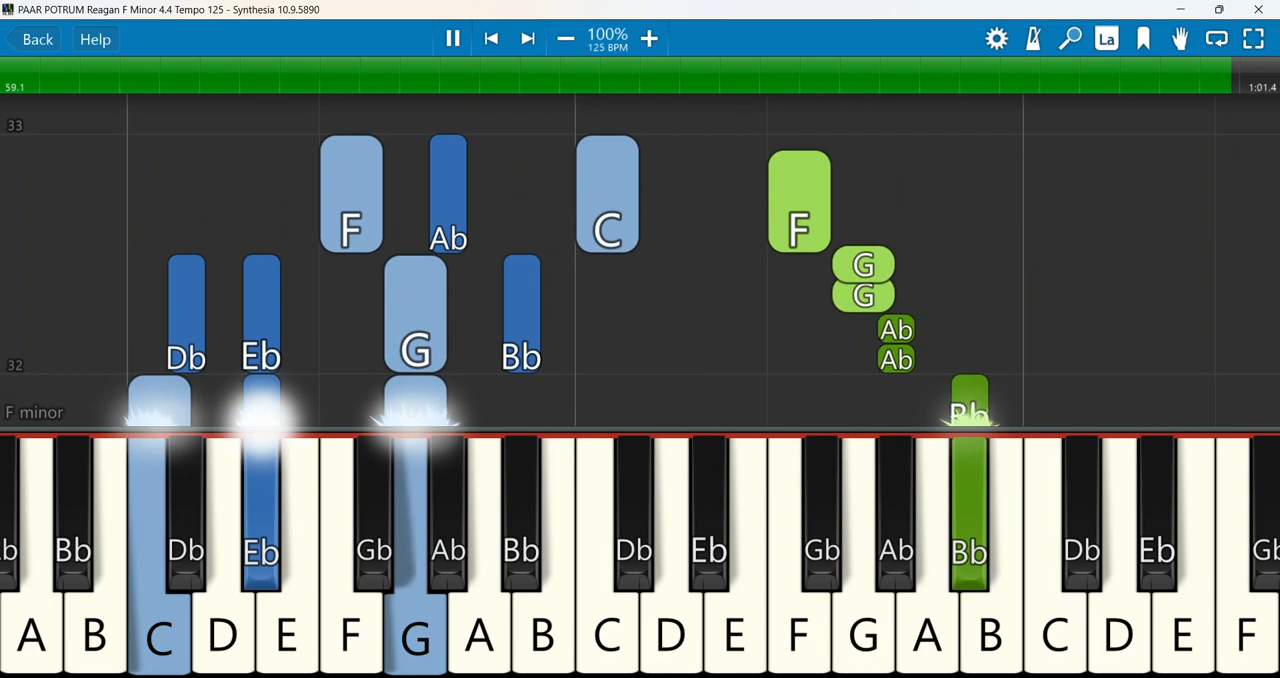 PAAR POTRUM Reagan F Minor 4.4 Tempo 125 - Synthesia 10.9.5890
Back Help 100% La
125 BPM
59.1 1:01.4
33
F Ab C F
G
G
Ab
Db Eb G Bb Ab
32
F minor Bb
Bb Db Eb Gb Ab Bb Db Eb Gb Ab Bb Db Eb
A B C D E F G A B C D E F G A B C D E F